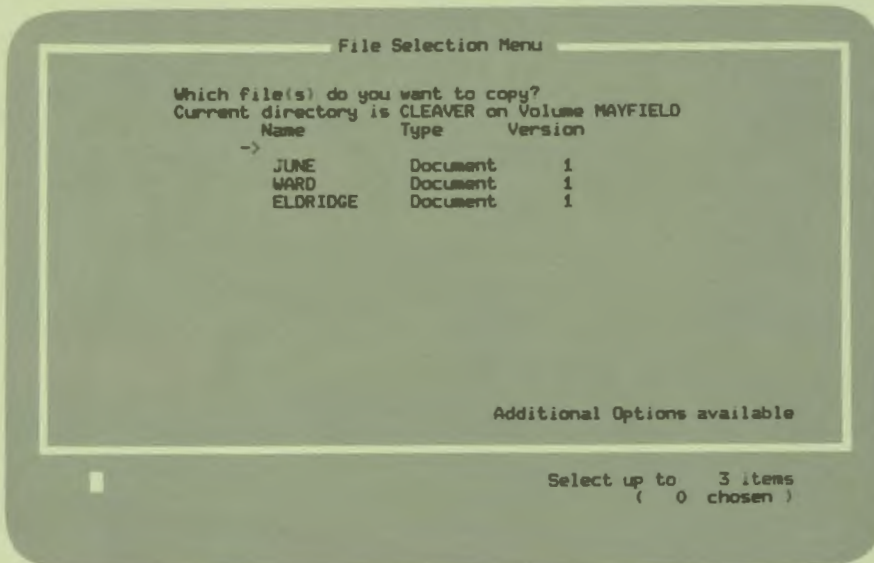 File Selection Menu
Which file(s) do you want to copy?
Current directory is CLEAVER on Volume MAYFIELD
Name Type Version
->
JUNE Document 1
WARD Document 1
ELDRIDGE Document 1
Additional Options available
Select up to 3 items
( 0 chosen )